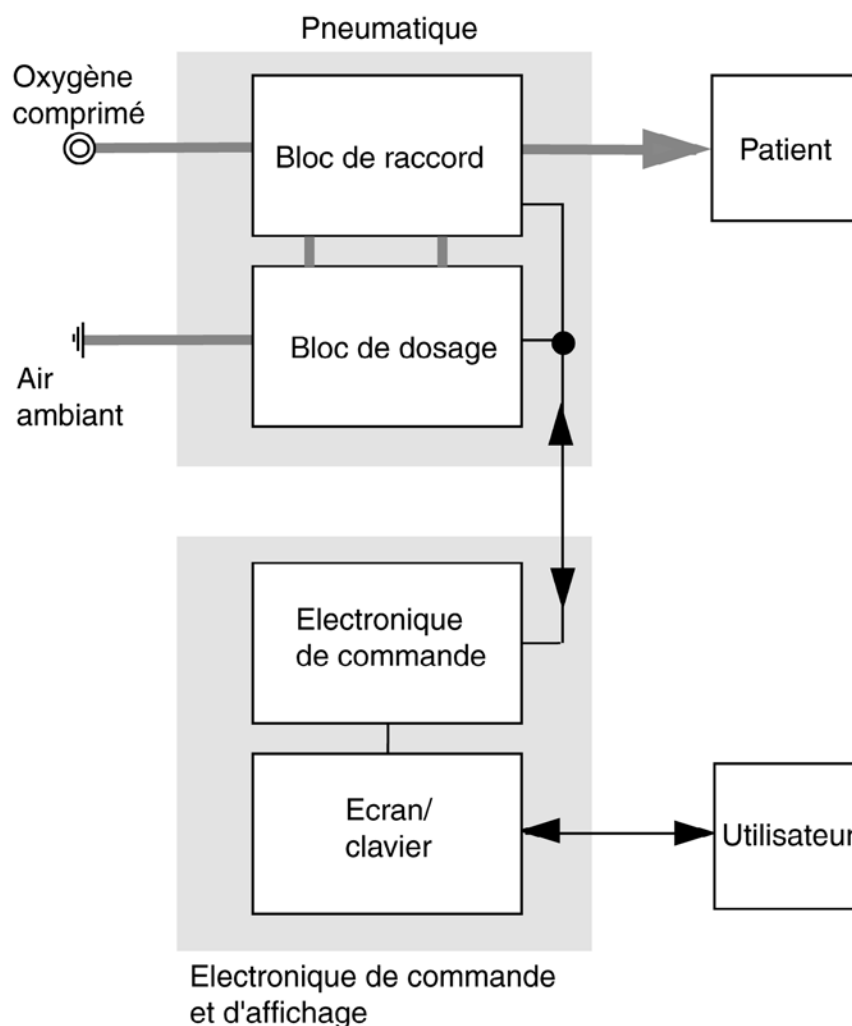 Pneumatique
Oxygène
comprimé
Bloc de raccord
Patient
Bloc de dosage
Air
ambiant
Electronique
de commande
Ecran/
clavier
Utilisateur
Electronique de commande
et d'affichage